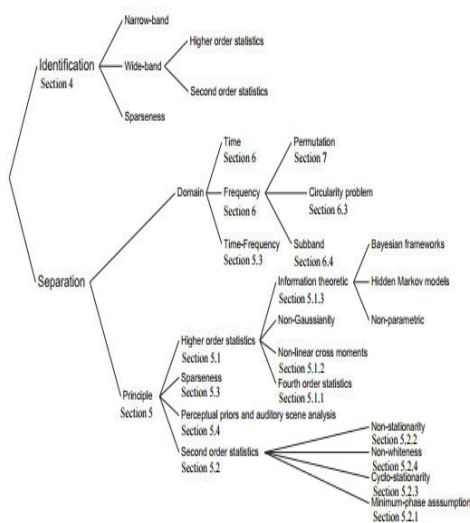 Narrow-band
Higher order statistics
Identification
Wide-band
Section 4
Second order statistics
Sparseness
Time
Permutation
Section 6
Section 7
Domain
Frequency
Circularity problem
Section 6
Section 6.3
Time-Frequency
Subband
Bayesian frameworks
Section 5.3
Section 6.4
Separation
Information theoretic
Hidden Markov models
Section 5.1.3
Non-Gaussianity
Non-parametric
Higher order statistics
Section 5.1
Non-linear cross moments
Section 5.1.2
Sparseness
Fourth order statistics
Section 5.3
Section 5.1.1
Principle
Section 5
Perceptual priors and auditory scene analysis
Section 5.4
Non-stationarity
Section 5.2.2
Second order statistics
Non-whiteness
Section 5.2
Section 5.2.4
Cyclo-stationarity
Section 5.2.3
Minimum-phase asssumption
Section 5.2.1